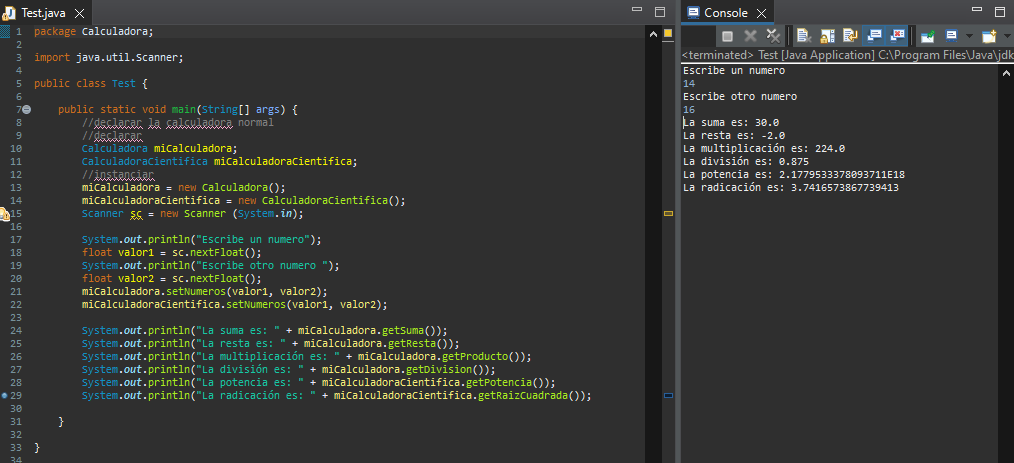 Test.java
1 package Calculadora;
2
3 import java.util.Scanner;
4
5 public class Test {
6
7 public static void main(String[] args) {
8 //declarar la calculadora normal
9 //declarar
10 Calculadora miCalculadora;
11 CalculadoraCientifica miCalculadoraCientifica;
12 //instanciar
13 miCalculadora = new Calculadora();
14 miCalculadoraCientifica = new CalculadoraCientifica();
15 Scanner sc = new Scanner (System.in);
16
17 System.out.println("Escribe un numero");
18 float valor1 = sc.nextFloat();
19 System.out.println("Escribe otro numero ");
20 float valor2 = sc.nextFloat();
21 miCalculadora.setNumeros(valor1, valor2);
22 miCalculadoraCientifica.setNumeros(valor1, valor2);
23
24 System.out.println("La suma es: " + miCalculadora.getSuma());
25 System.out.println("La resta es: " + miCalculadora.getResta());
26 System.out.println("La multiplicación es: " + miCalculadora.getProducto());
27 System.out.println("La división es: " + miCalculadora.getDivision());
28 System.out.println("La potencia es: " + miCalculadoraCientifica.getPotencia());
29 System.out.println("La radicación es: " + miCalculadoraCientifica.getRaizCuadrada());
30
31 }
32
33 }
34
Console
<terminated> Test [Java Application] C:\Program Files\Java\jdk
Escribe un numero
14
Escribe otro numero
16
La suma es: 30.0
La resta es: -2.0
La multiplicación es: 224.0
La división es: 0.875
La potencia es: 2.1779533378093711E18
La radicación es: 3.7416573867739413